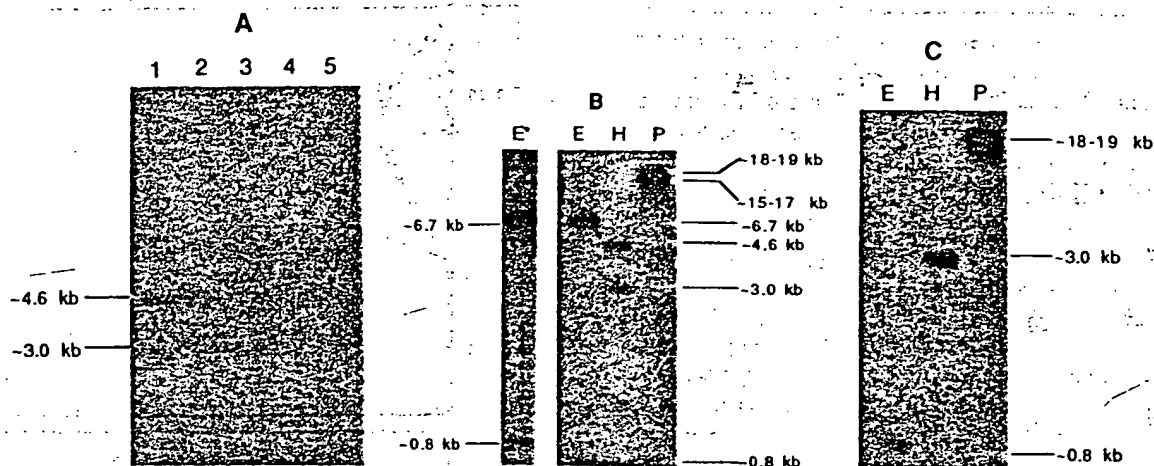 A
1 2 3 4 5
~4.6 kb
~3.0 kb
B
E* E H P
~6.7 kb
~0.8 kb
~18-19 kb
~15-17 kb
~6.7 kb
~4.6 kb
~3.0 kb
~0.8 kb
C
E H P
~18-19 kb
~3.0 kb
~0.8 kb